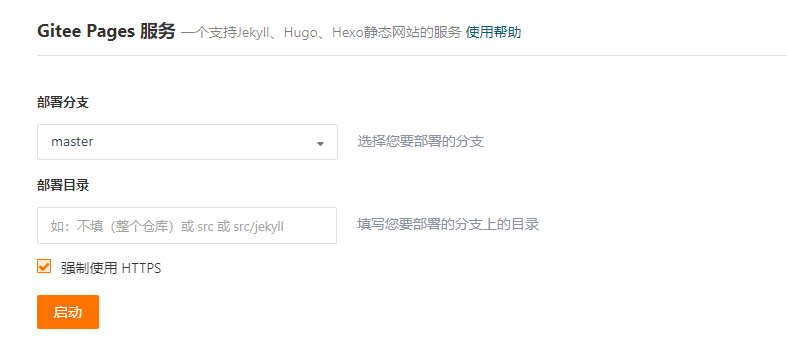 Gitee Pages 服务 一个支持Jekyll、Hugo、Hexo静态网站的服务 使用帮助
部署分支
master 选择您要部署的分支
部署目录
如：不填（整个仓库）或 src 或 src/jekyll 填写您要部署的分支上的目录
强制使用 HTTPS
启动